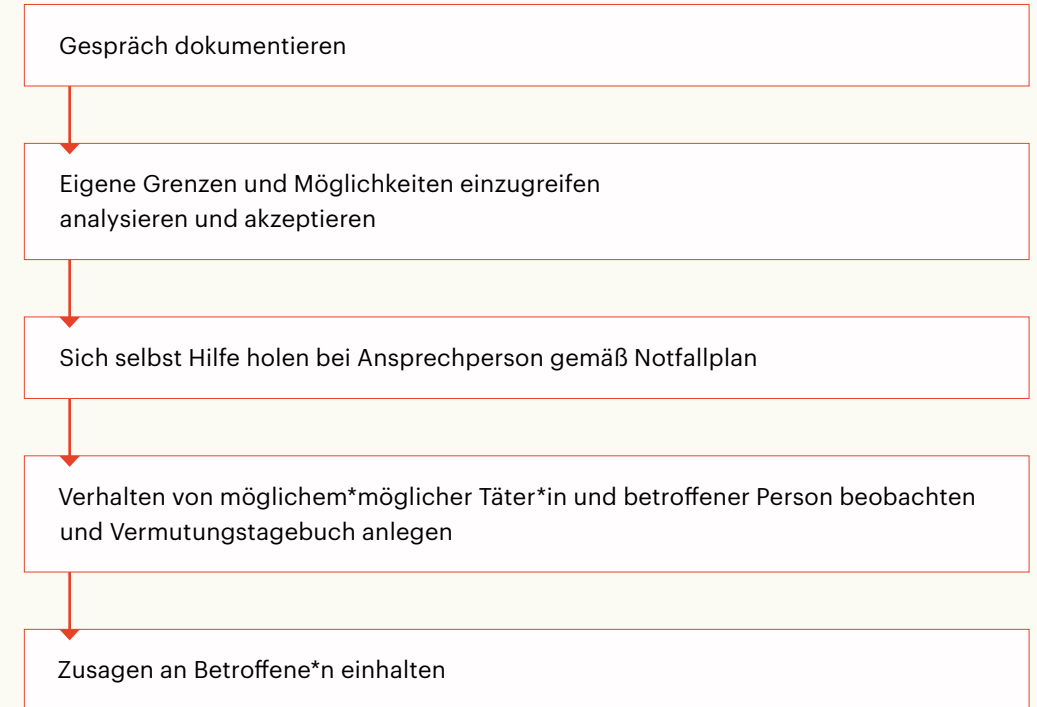 Gespräch dokumentieren
Eigene Grenzen und Möglichkeiten einzugreifen
analysieren und akzeptieren
Sich selbst Hilfe holen bei Ansprechperson gemäß Notfallplan
Verhalten von möglichem*möglicher Täter*in und betroffener Person beobachten
und Vermutungstagebuch anlegen
Zusagen an Betroffene*n einhalten